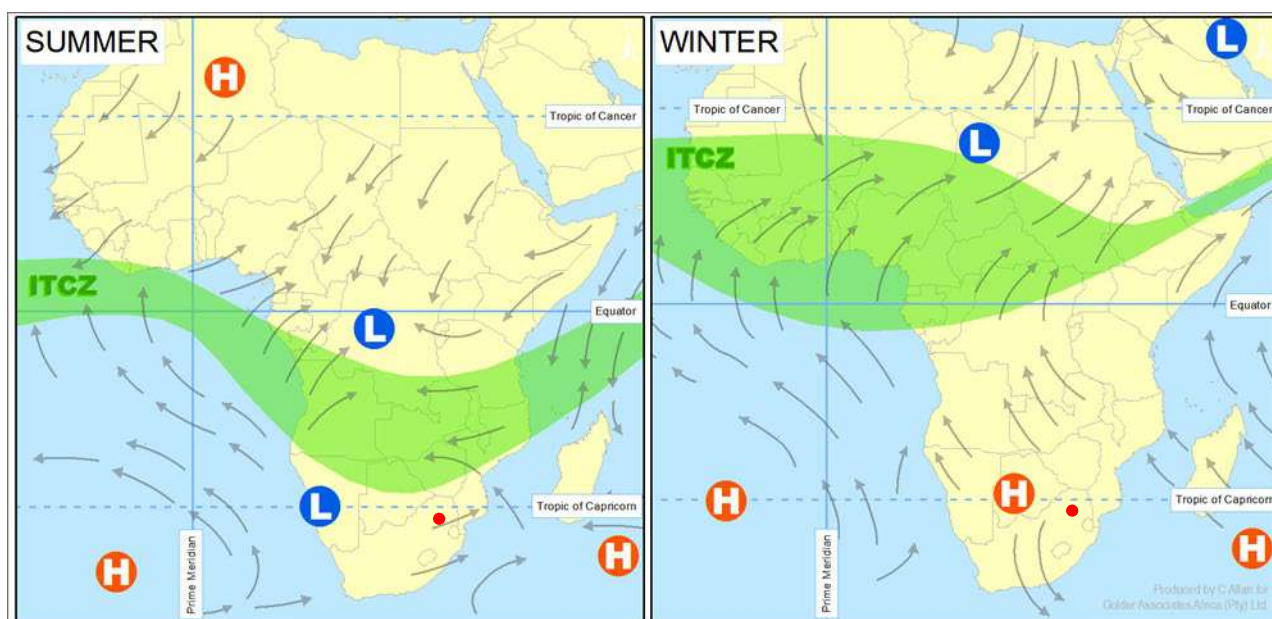 SUMMER
H
Tropic of Cancer
ITCZ
L
Equator
L
Tropic of Capricorn
H
H
Prime Meridian
WINTER
L
Tropic of Cancer
Tropic of Cancer
L
ITCZ
Equator
H
H
Tropic of Capricorn
H
Prime Meridian
Produced by C Allan for
Golder Associates Africa (Pty) Ltd